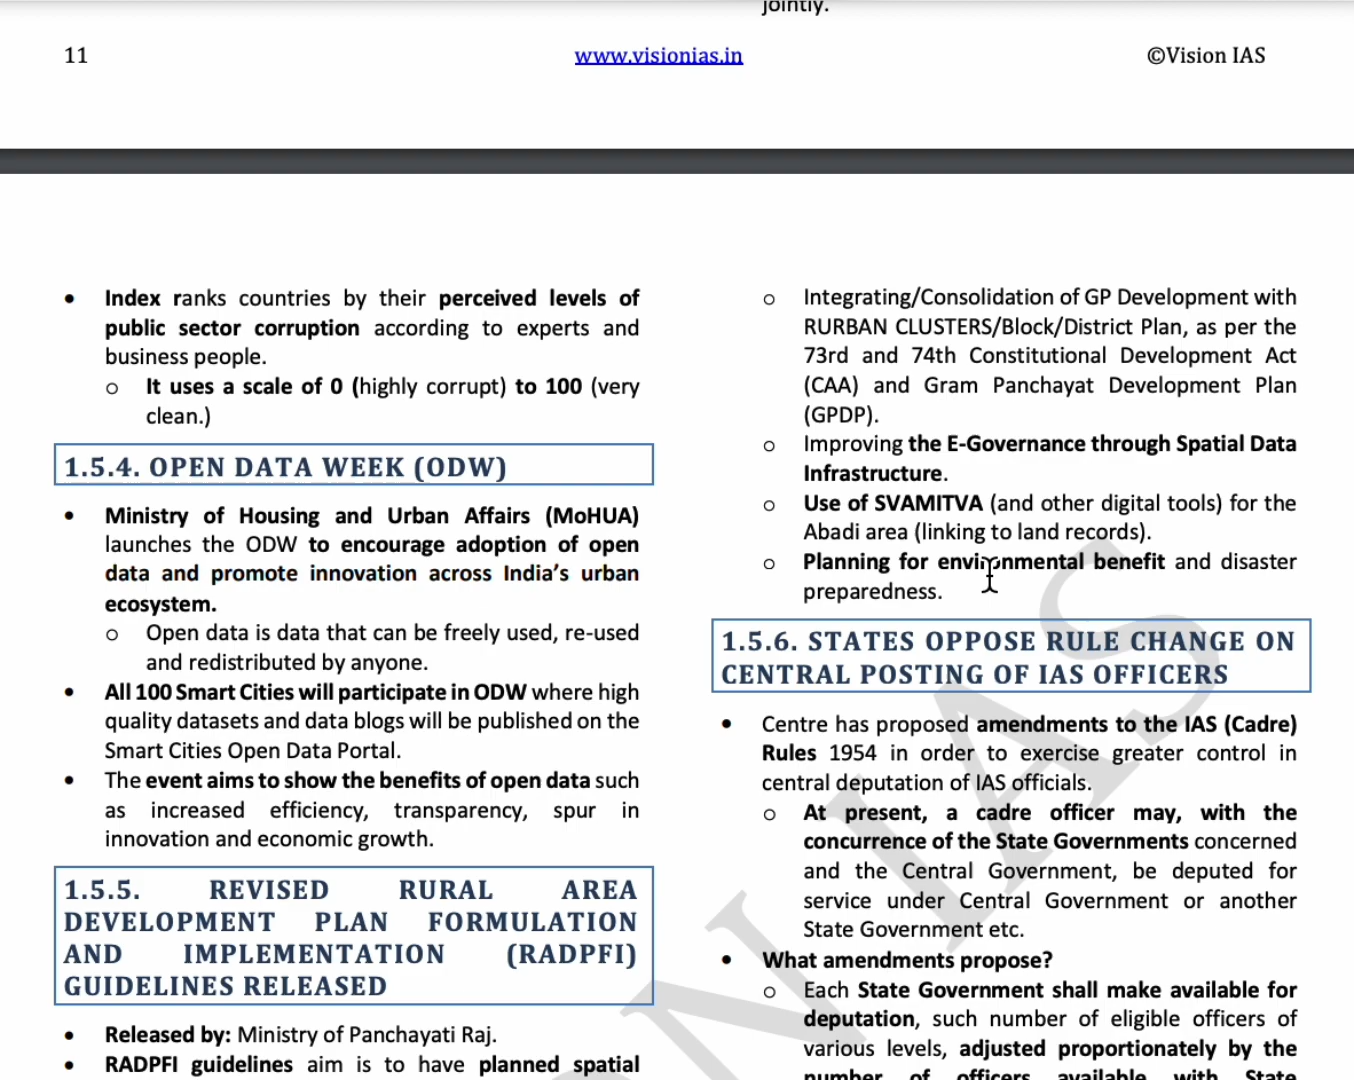 jointly.
11 www.visionias.in ©Vision IAS
• Index ranks countries by their perceived levels of
public sector corruption according to experts and
business people.
o It uses a scale of 0 (highly corrupt) to 100 (very
clean.)
1.5.4. OPEN DATA WEEK (ODW)
• Ministry of Housing and Urban Affairs (MoHUA)
launches the ODW to encourage adoption of open
data and promote innovation across India’s urban
ecosystem.
o Open data is data that can be freely used, re-used
and redistributed by anyone.
• All 100 Smart Cities will participate in ODW where high
quality datasets and data blogs will be published on the
Smart Cities Open Data Portal.
• The event aims to show the benefits of open data such
as increased efficiency, transparency, spur in
innovation and economic growth.
1.5.5. REVISED RURAL AREA
DEVELOPMENT PLAN FORMULATION
AND IMPLEMENTATION (RADPFI)
GUIDELINES RELEASED
• Released by: Ministry of Panchayati Raj.
• RADPFI guidelines aim is to have planned spatial
o Integrating/Consolidation of GP Development with
RURBAN CLUSTERS/Block/District Plan, as per the
73rd and 74th Constitutional Development Act
(CAA) and Gram Panchayat Development Plan
(GPDP).
o Improving the E-Governance through Spatial Data
Infrastructure.
o Use of SVAMITVA (and other digital tools) for the
Abadi area (linking to land records).
o Planning for environmental benefit and disaster
preparedness.
1.5.6. STATES OPPOSE RULE CHANGE ON
CENTRAL POSTING OF IAS OFFICERS
• Centre has proposed amendments to the IAS (Cadre)
Rules 1954 in order to exercise greater control in
central deputation of IAS officials.
o At present, a cadre officer may, with the
concurrence of the State Governments concerned
and the Central Government, be deputed for
service under Central Government or another
State Government etc.
• What amendments propose?
o Each State Government shall make available for
deputation, such number of eligible officers of
various levels, adjusted proportionately by the
number of officers available with State
ON IAS